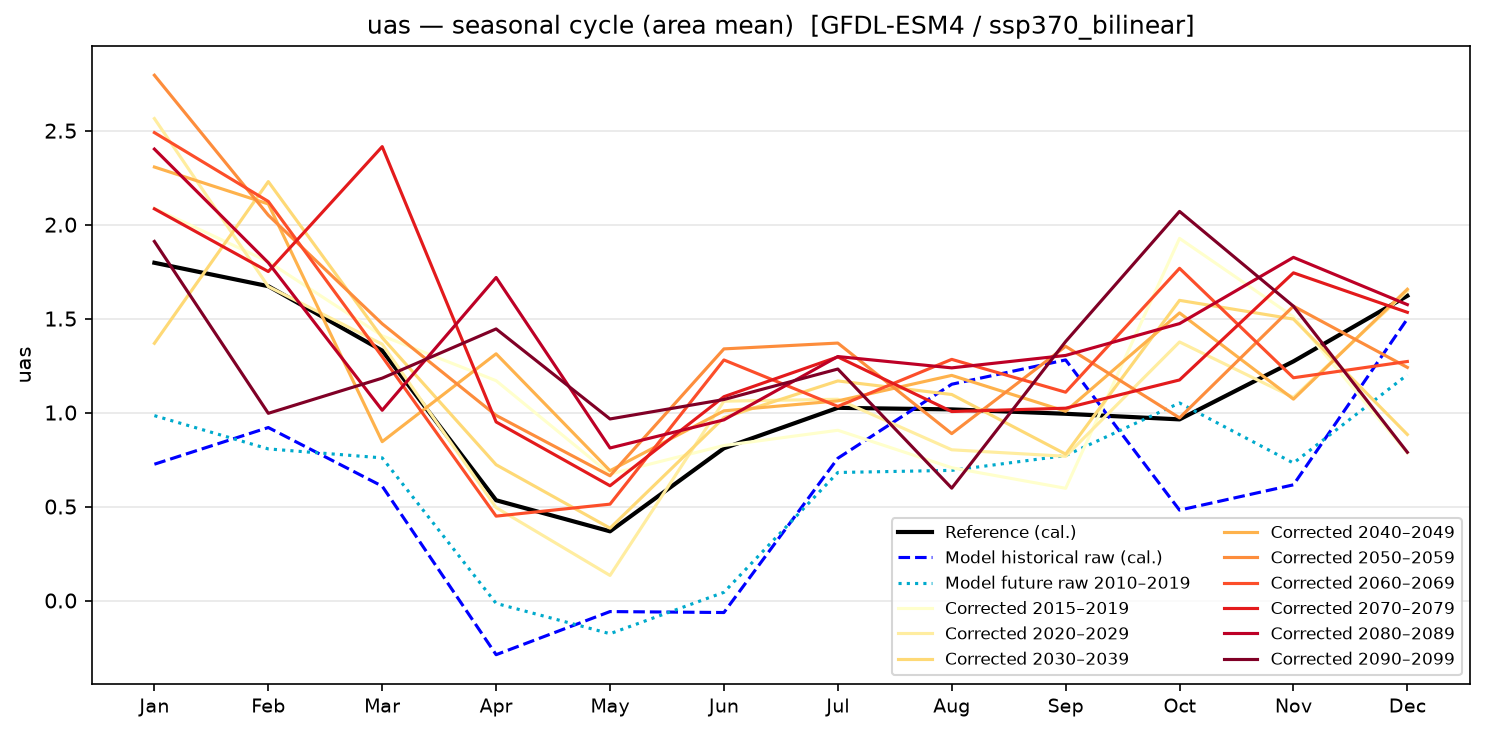 uas — seasonal cycle (area mean)  [GFDL-ESM4 / ssp370_bilinear]
uas
2.5
2.0
1.5
1.0
0.5
0.0
Jan
Feb
Mar
Apr
May
Jun
Jul
Aug
Sep
Oct
Nov
Dec
Reference (cal.)
Model historical raw (cal.)
Model future raw 2010–2019
Corrected 2015–2019
Corrected 2020–2029
Corrected 2030–2039
Corrected 2040–2049
Corrected 2050–2059
Corrected 2060–2069
Corrected 2070–2079
Corrected 2080–2089
Corrected 2090–2099